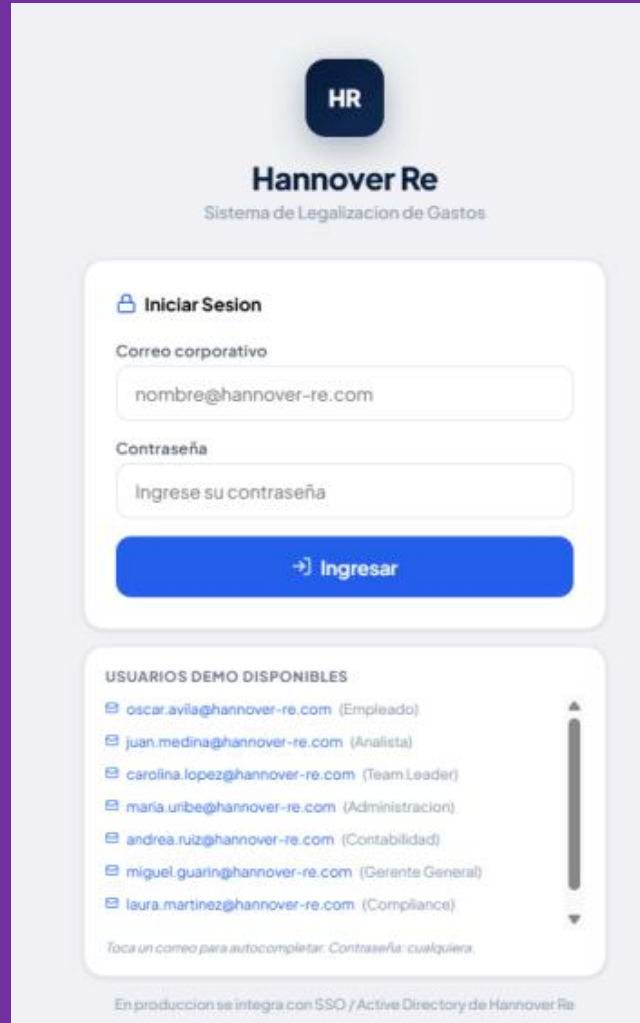 HR
Hannover Re
Sistema de Legalizacion de Gastos
Iniciar Sesion
Correo corporativo
nombre@hannover-re.com
Contraseña
Ingrese su contraseña
Ingresar
USUARIOS DEMO DISPONIBLES
oscar.avila@hannover-re.com (Empleado)
juan.medina@hannover-re.com (Analista)
carolina.lopez@hannover-re.com (Team Leader)
maria.uribe@hannover-re.com (Administracion)
andrea.ruiz@hannover-re.com (Contabilidad)
miguel.guarin@hannover-re.com (Gerente General)
laura.martinez@hannover-re.com (Compliance)
Toca un correo para autocompletar. Contraseña: cualquiera.
En produccion se integra con SSO / Active Directory de Hannover Re